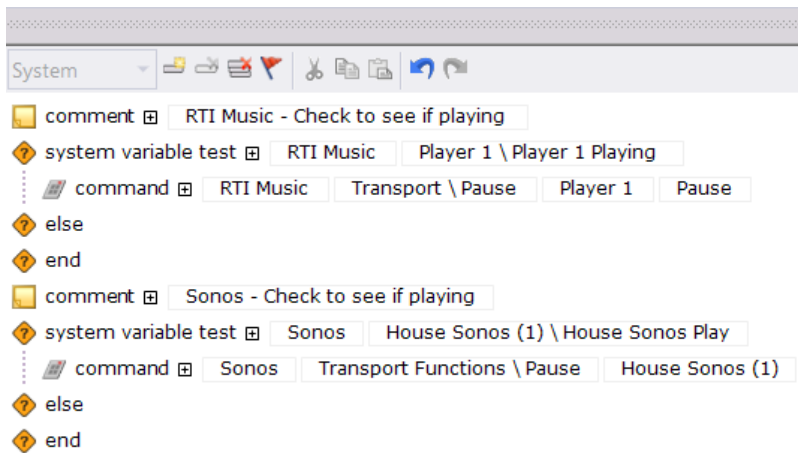 System
comment RTI Music - Check to see if playing
system variable test RTI Music Player 1 \ Player 1 Playing
command RTI Music Transport \ Pause Player 1 Pause
else
end
comment Sonos - Check to see if playing
system variable test Sonos House Sonos (1) \ House Sonos Play
command Sonos Transport Functions \ Pause House Sonos (1)
else
end